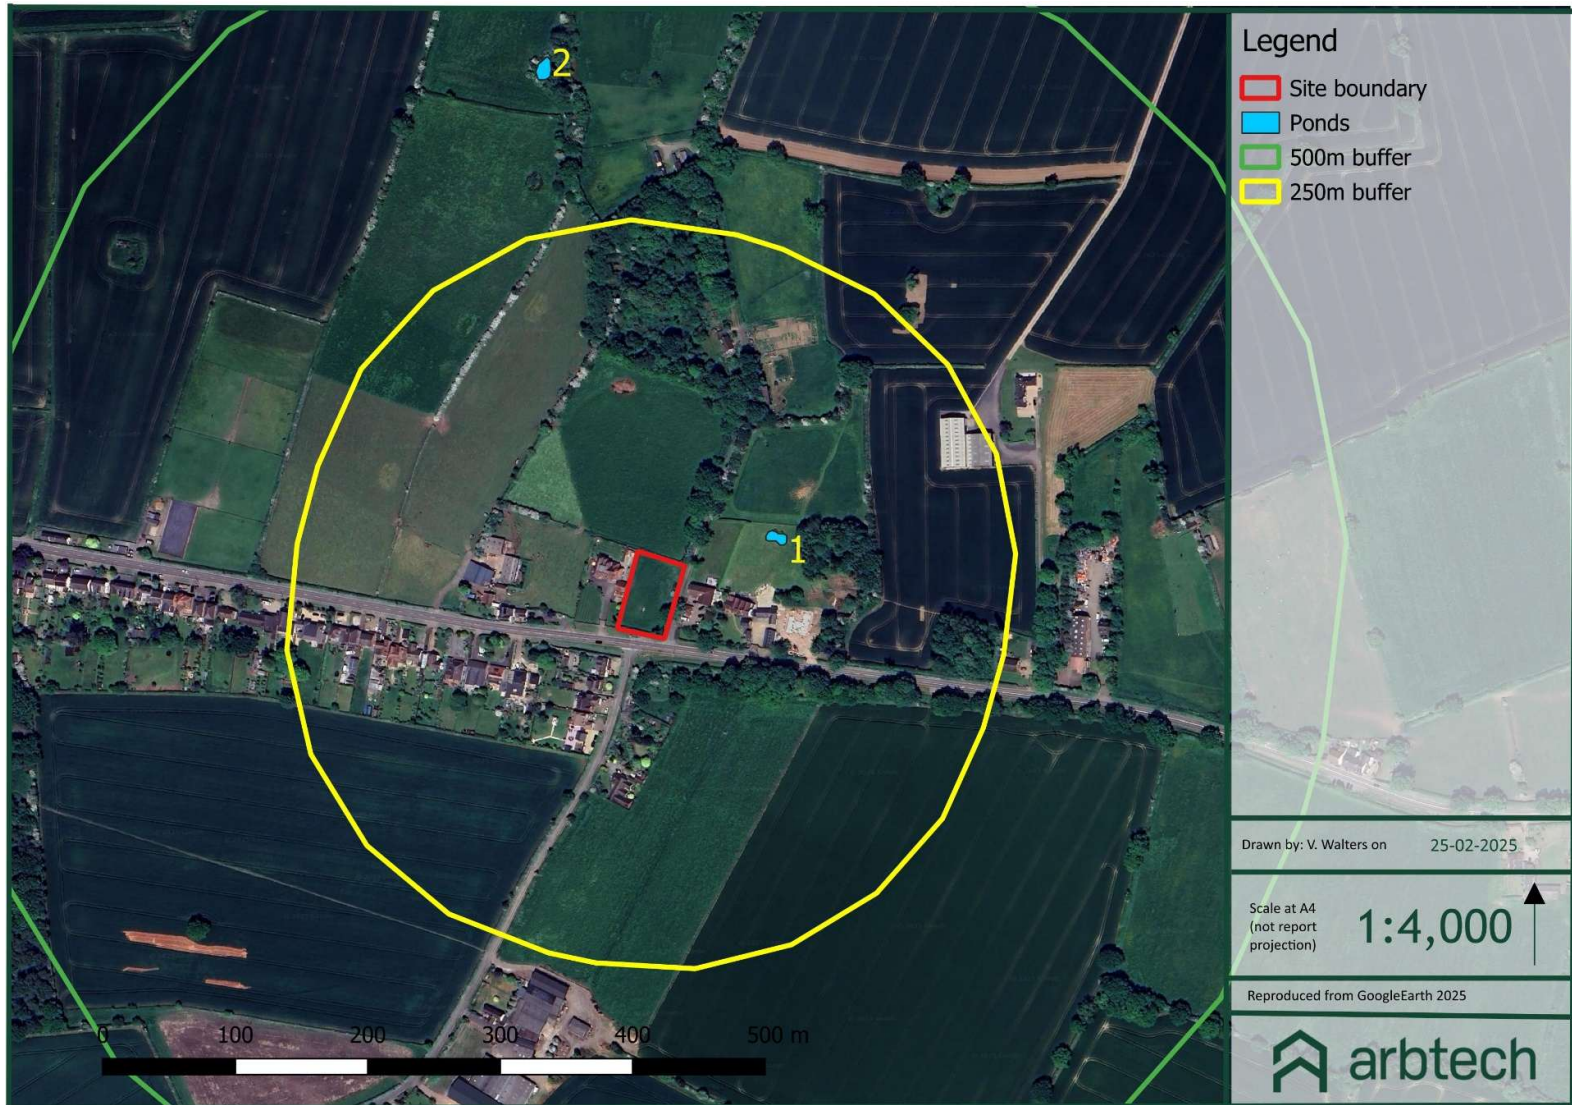 2
1
0 100 200 300 400 500 m
Legend
Site boundary
Ponds
500m buffer
250m buffer
Drawn by: V. Walters on 25-02-2025
Scale at A4
(not report
projection)
1:4,000
Reproduced from GoogleEarth 2025
arbtech